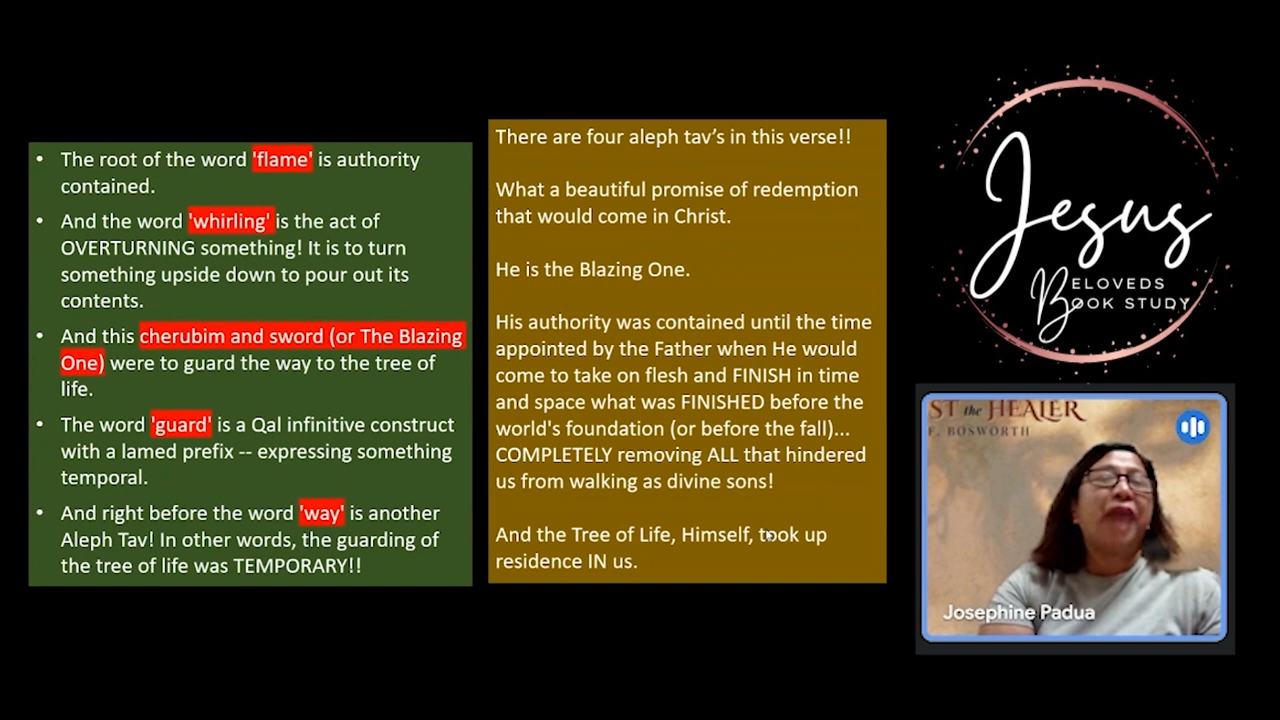 • The root of the word 'flame' is authority
contained.
• And the word 'whirling' is the act of
OVERTURNING something! It is to turn
something upside down to pour out its
contents.
• And this cherubim and sword (or The Blazing
One) were to guard the way to the tree of
life.
• The word 'guard' is a Qal infinitive construct
with a lamed prefix -- expressing something
temporal.
• And right before the word 'way' is another
Aleph Tav! In other words, the guarding of
the tree of life was TEMPORARY!!
There are four aleph tav’s in this verse!!
What a beautiful promise of redemption
that would come in Christ.
He is the Blazing One.
His authority was contained until the time
appointed by the Father when He would
come to take on flesh and FINISH in time
and space what was FINISHED before the
world's foundation (or before the fall)...
COMPLETELY removing ALL that hindered
us from walking as divine sons!
And the Tree of Life, Himself, took up
residence IN us.
Jesus
BELOVEDS
BOOK STUDY
ST the HEALER
F. BOSWORTH
Josephine Padua